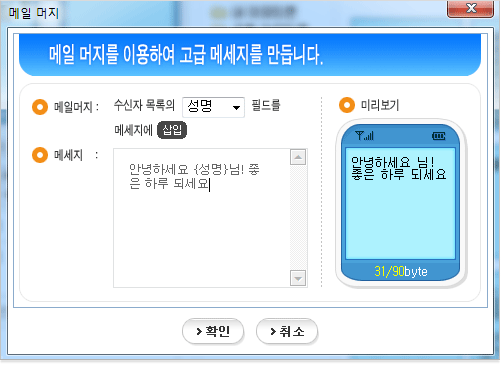 메일 머지
메일 머지를 이용하여 고급 메세지를 만듭니다.
메일머지 : 수신자 목록의 성명 필드를
메세지에 삽입
메세지 :
안녕하세요 {성명}님! 좋
은 하루 되세요
미리보기
안녕하세요 님!
좋은 하루 되세요
31/90byte
확인 취소